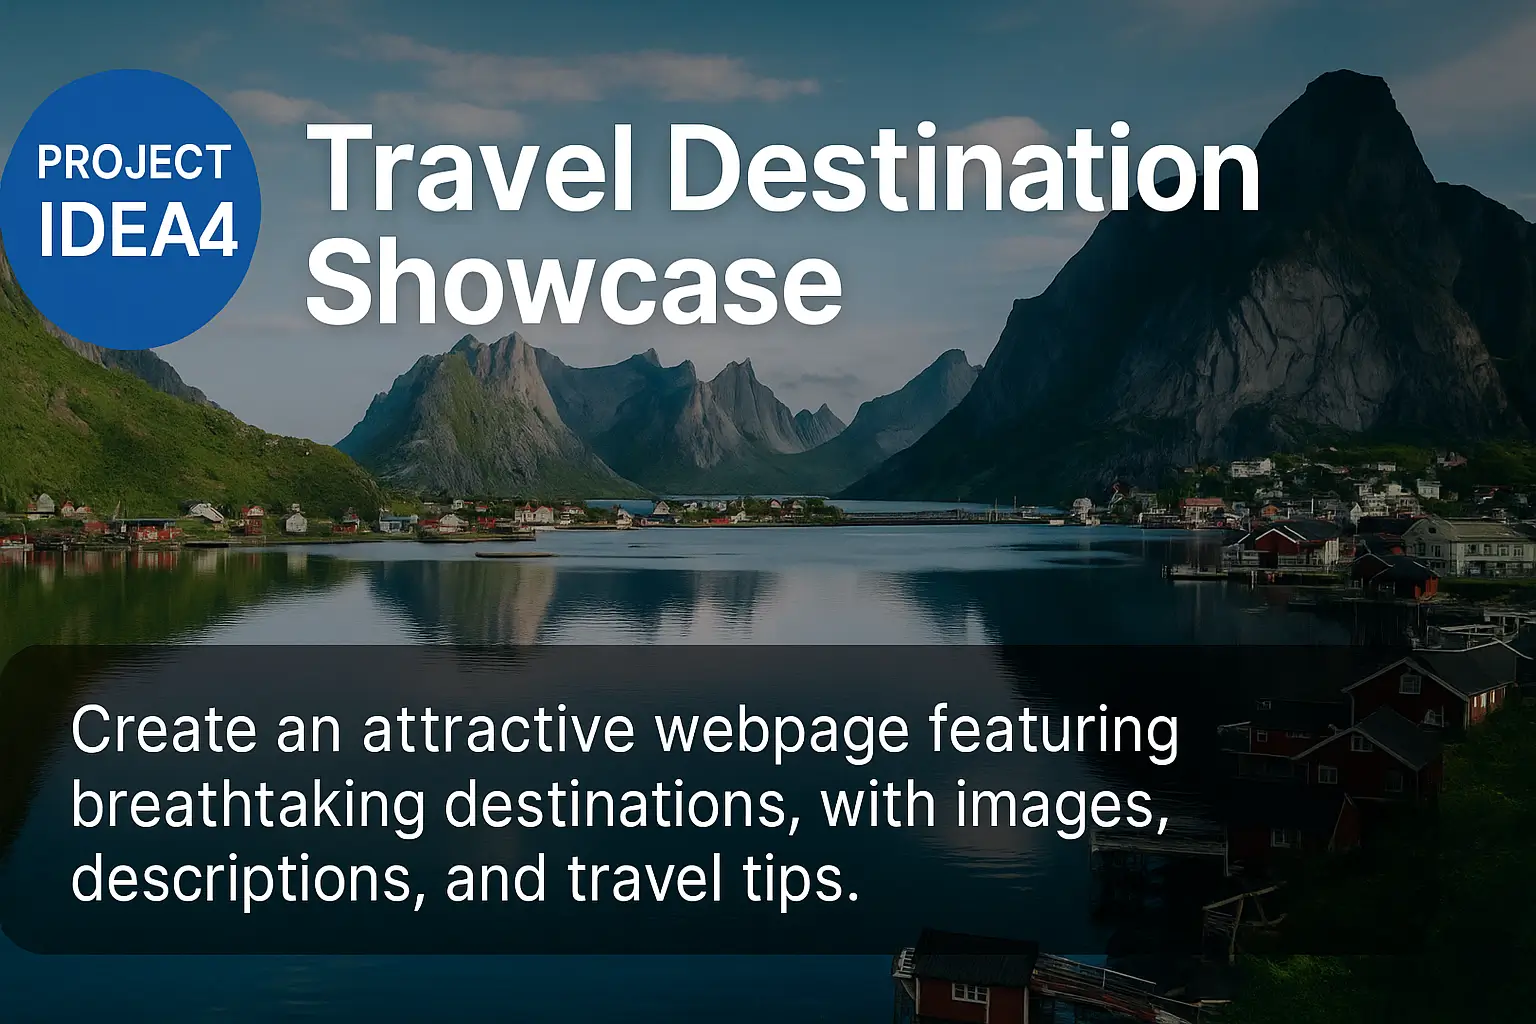 PROJECT
IDEA4
Travel Destination
Showcase
Create an attractive webpage featuring
breathtaking destinations, with images,
descriptions, and travel tips.